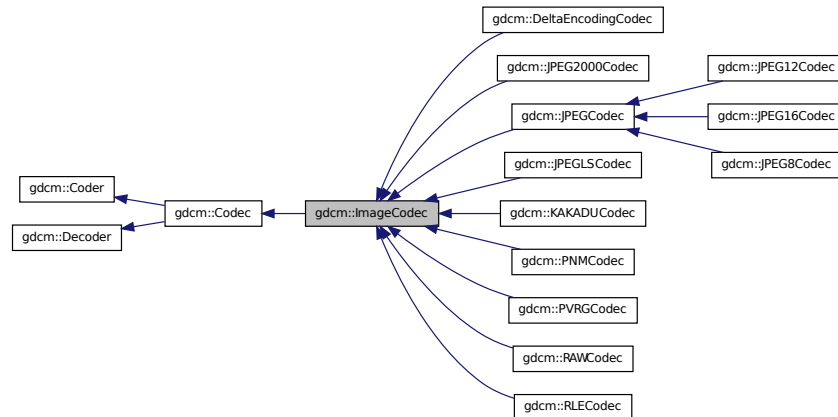 gdcm::DeltaEncodingCodec
gdcm::JPEG2000Codec
gdcm::JPEG12Codec
gdcm::JPEGCodec
gdcm::JPEG16Codec
gdcm::JPEGLSCodec
gdcm::JPEG8Codec
gdcm::Coder
gdcm::Codec
gdcm::ImageCodec
gdcm::KAKADUCodec
gdcm::Decoder
gdcm::PNMCodec
gdcm::PVRGCodec
gdcm::RAWCodec
gdcm::RLECodec